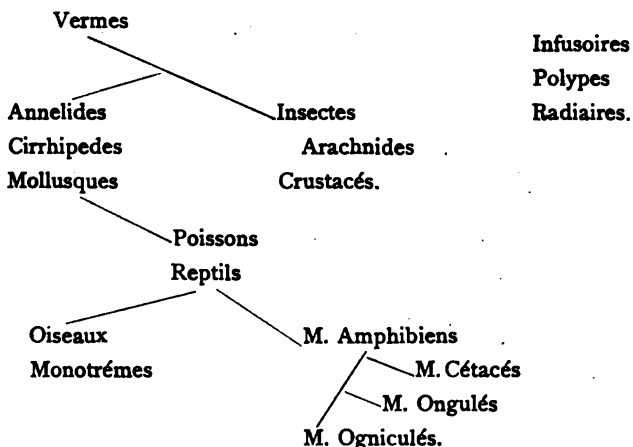 Vermes
Infusoires
Polypes
Radiaires.
Annelides
Cirrhipedes
Mollusques
Insectes
Arachnides
Crustacés.
Poissons
Reptils
Oiseaux
Monotrémes
M. Amphibiens
M. Cétacés
M. Ongulés
M. Ogniculés.